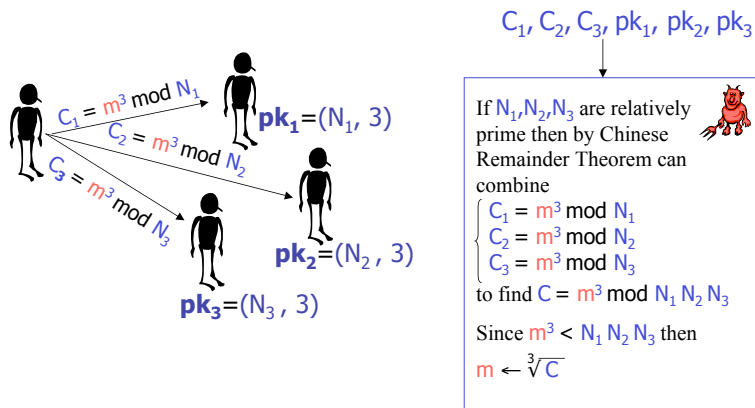 C₁, C₂, C₃, pk₁, pk₂, pk₃
C₁ = m³ mod N₁
C₂ = m³ mod N₂
C₃ = m³ mod N₃
pk₁=(N₁, 3)
pk₂=(N₂, 3)
pk₃=(N₃, 3)
If N₁,N₂,N₃ are relatively
prime then by Chinese
Remainder Theorem can
combine
C₁ = m³ mod N₁
C₂ = m³ mod N₂
C₃ = m³ mod N₃
to find C = m³ mod N₁ N₂ N₃
Since m³ < N₁ N₂ N₃ then
m ← ∛C